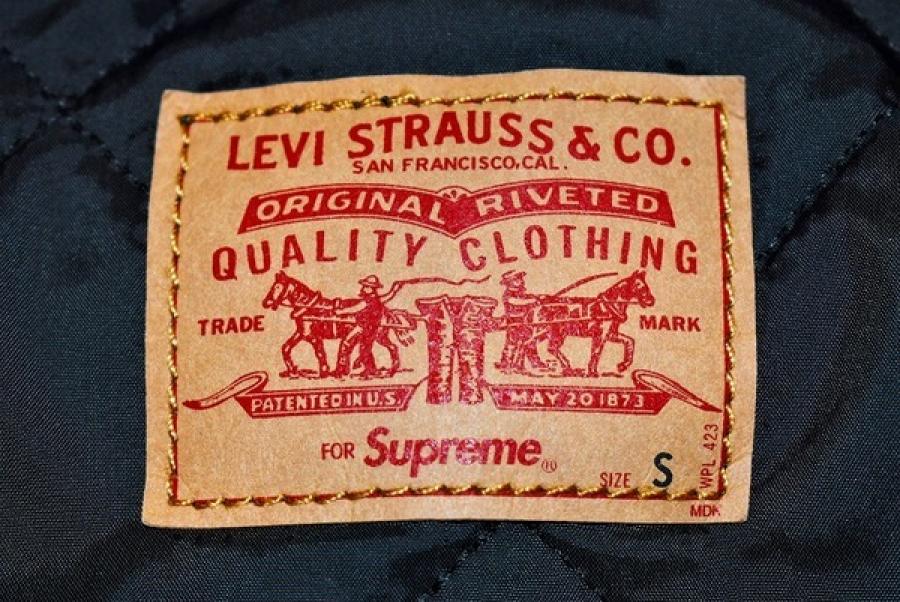 LEVI STRAUSS & CO.
SAN FRANCISCO, CAL.
ORIGINAL RIVETED
QUALITY CLOTHING
TRADE MARK
PATENTED IN U.S. MAY 20 1873
FOR Supreme®
SIZE S
WPL 423